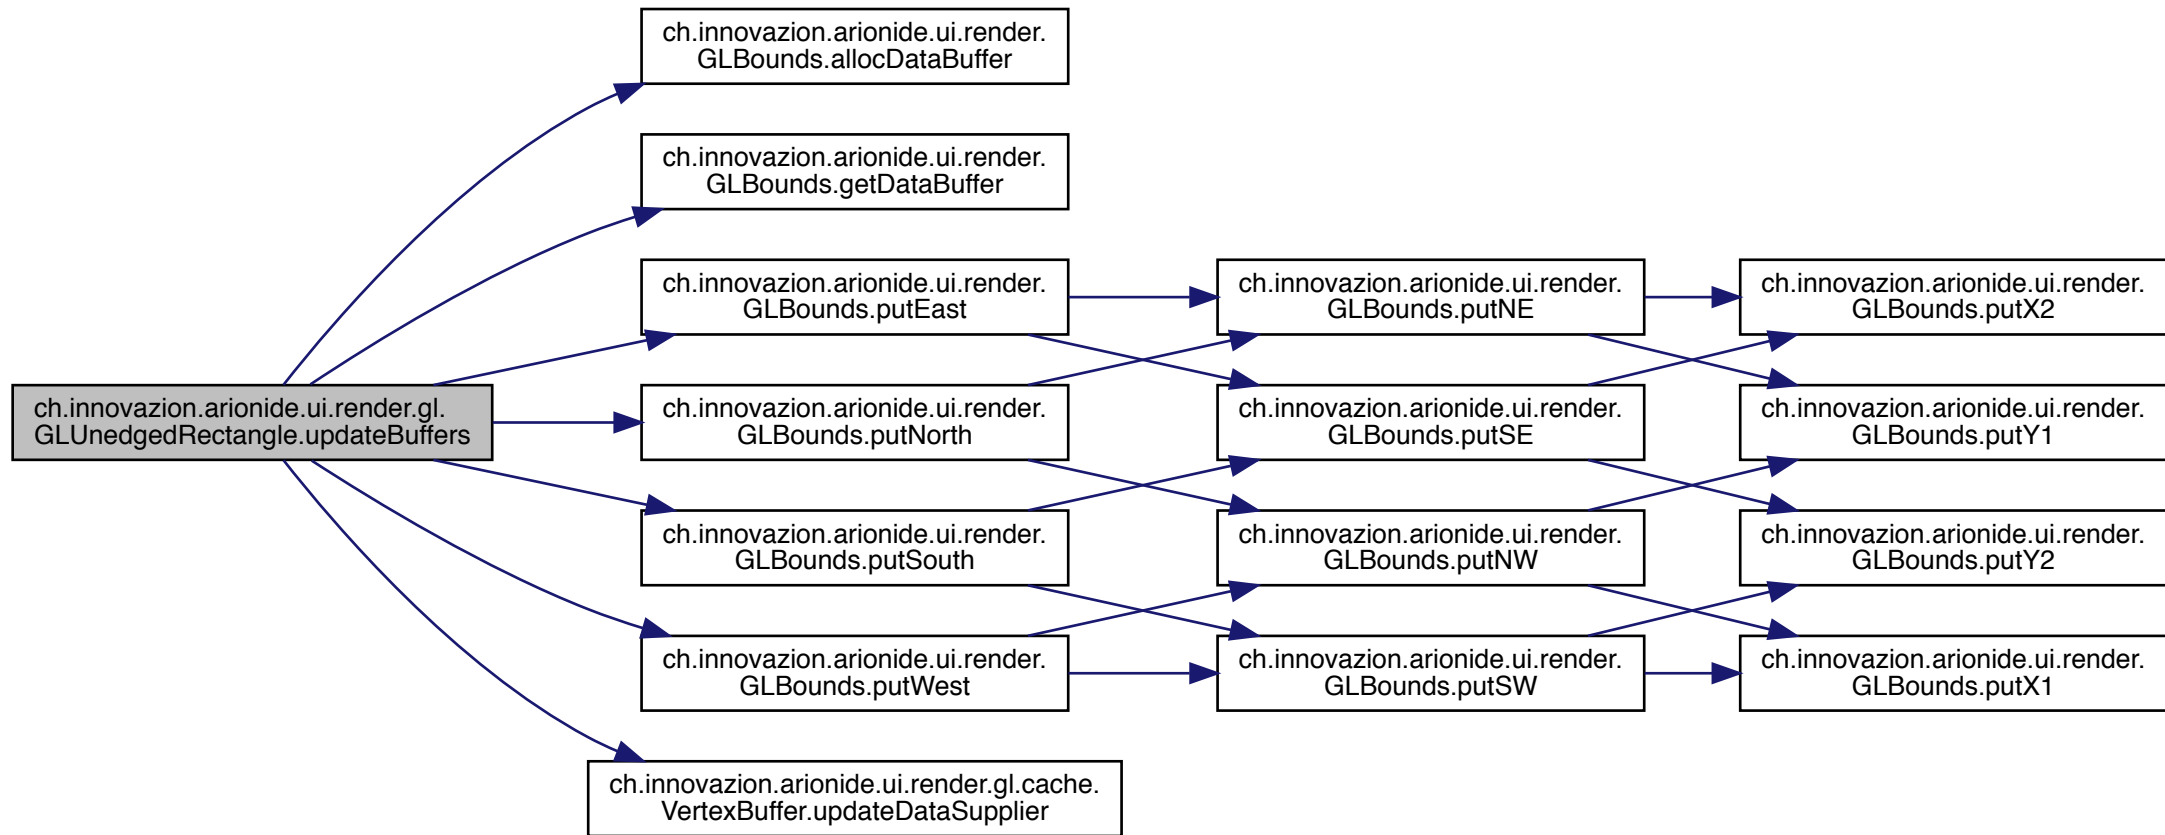 ch.innovazion.arionide.ui.render.
GLBounds.allocDataBuffer
ch.innovazion.arionide.ui.render.
GLBounds.getDataBuffer
ch.innovazion.arionide.ui.render.
GLBounds.putEast
ch.innovazion.arionide.ui.render.
GLBounds.putNE
ch.innovazion.arionide.ui.render.
GLBounds.putX2
ch.innovazion.arionide.ui.render.gl.
GLUnedgedRectangle.updateBuffers
ch.innovazion.arionide.ui.render.
GLBounds.putNorth
ch.innovazion.arionide.ui.render.
GLBounds.putSE
ch.innovazion.arionide.ui.render.
GLBounds.putY1
ch.innovazion.arionide.ui.render.
GLBounds.putSouth
ch.innovazion.arionide.ui.render.
GLBounds.putNW
ch.innovazion.arionide.ui.render.
GLBounds.putY2
ch.innovazion.arionide.ui.render.
GLBounds.putWest
ch.innovazion.arionide.ui.render.
GLBounds.putSW
ch.innovazion.arionide.ui.render.
GLBounds.putX1
ch.innovazion.arionide.ui.render.gl.cache.
VertexBuffer.updateDataSupplier